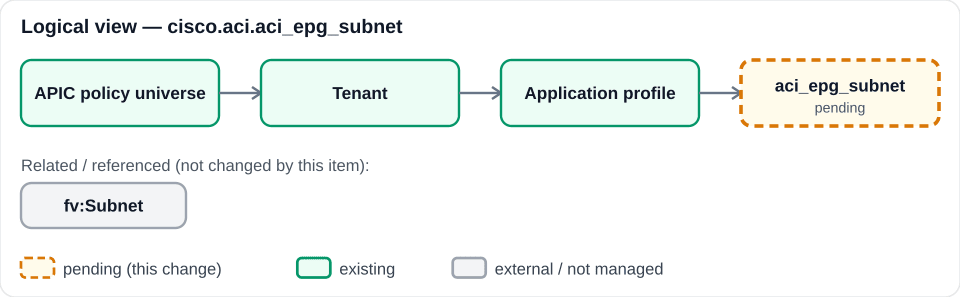 Logical view — cisco.aci.aci_epg_subnet
APIC policy universe
Tenant
Application profile
aci_epg_subnet
pending
Related / referenced (not changed by this item):
fv:Subnet
pending (this change)
existing
external / not managed